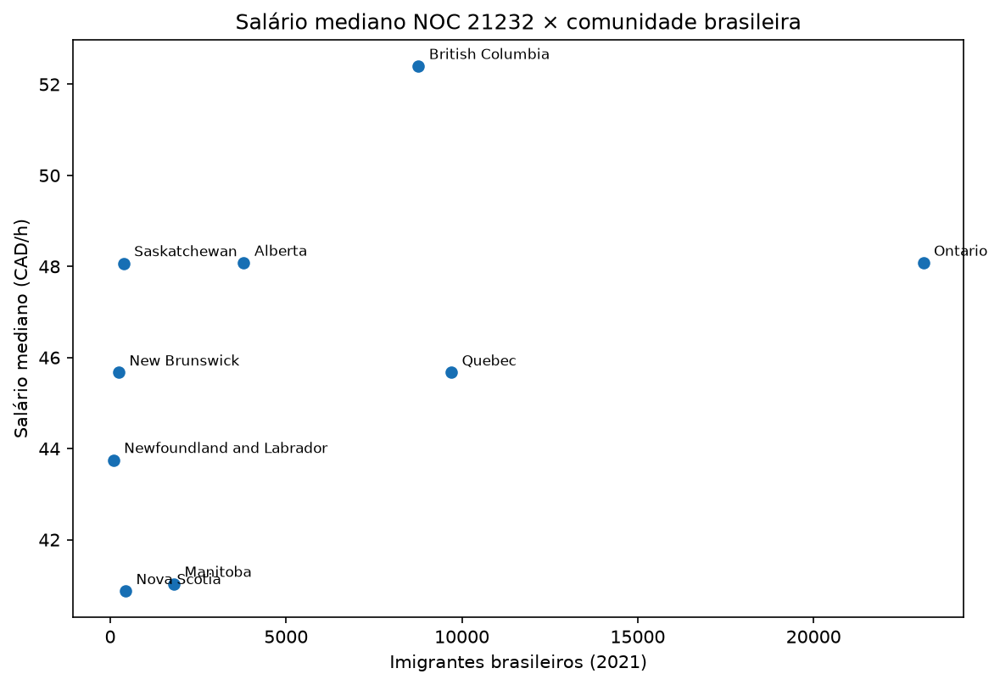 Salário mediano NOC 21232 × comunidade brasileira
British Columbia
52
50
Saskatchewan
Alberta
Ontario
48
Salário mediano (CAD/h)
New Brunswick
Quebec
46
Newfoundland and Labrador
44
42
Manitoba
Nova Scotia
0
5000
10000
15000
20000
Imigrantes brasileiros (2021)